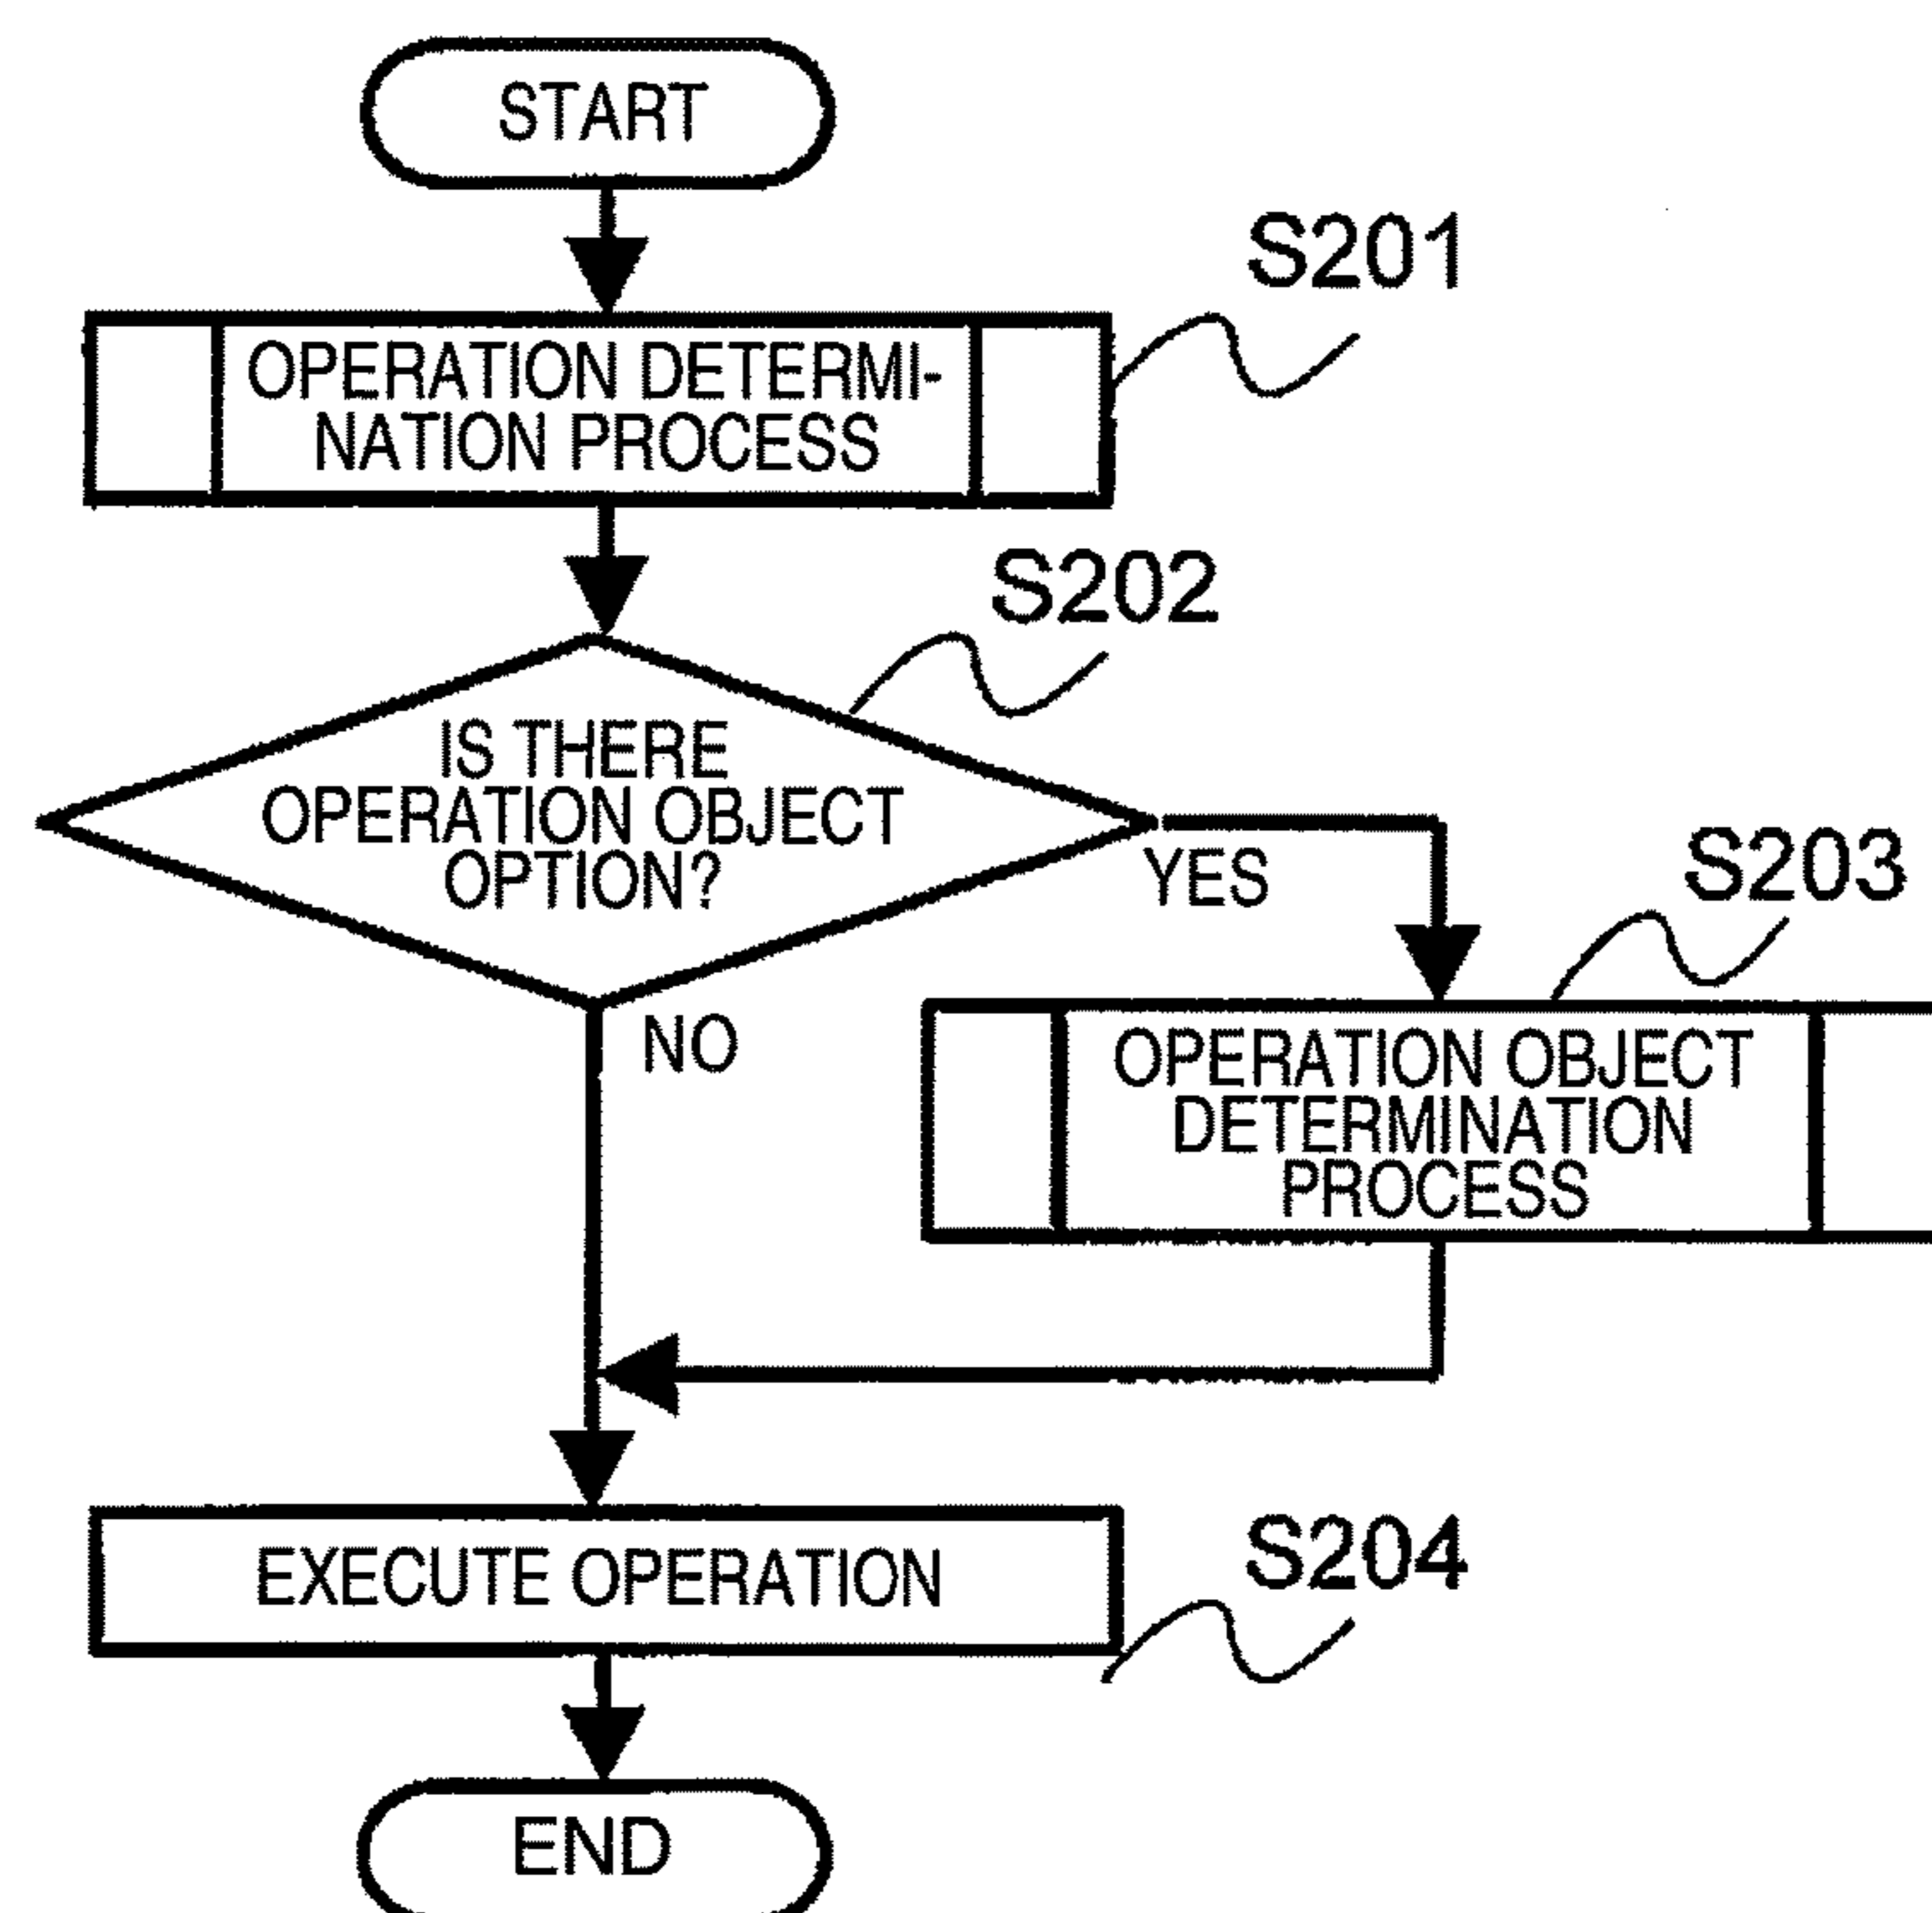 START
S201
OPERATION DETERMI-
NATION PROCESS
S202
IS THERE
OPERATION OBJECT
OPTION?
YES
S203
NO
OPERATION OBJECT
DETERMINATION
PROCESS
EXECUTE OPERATION
S204
END